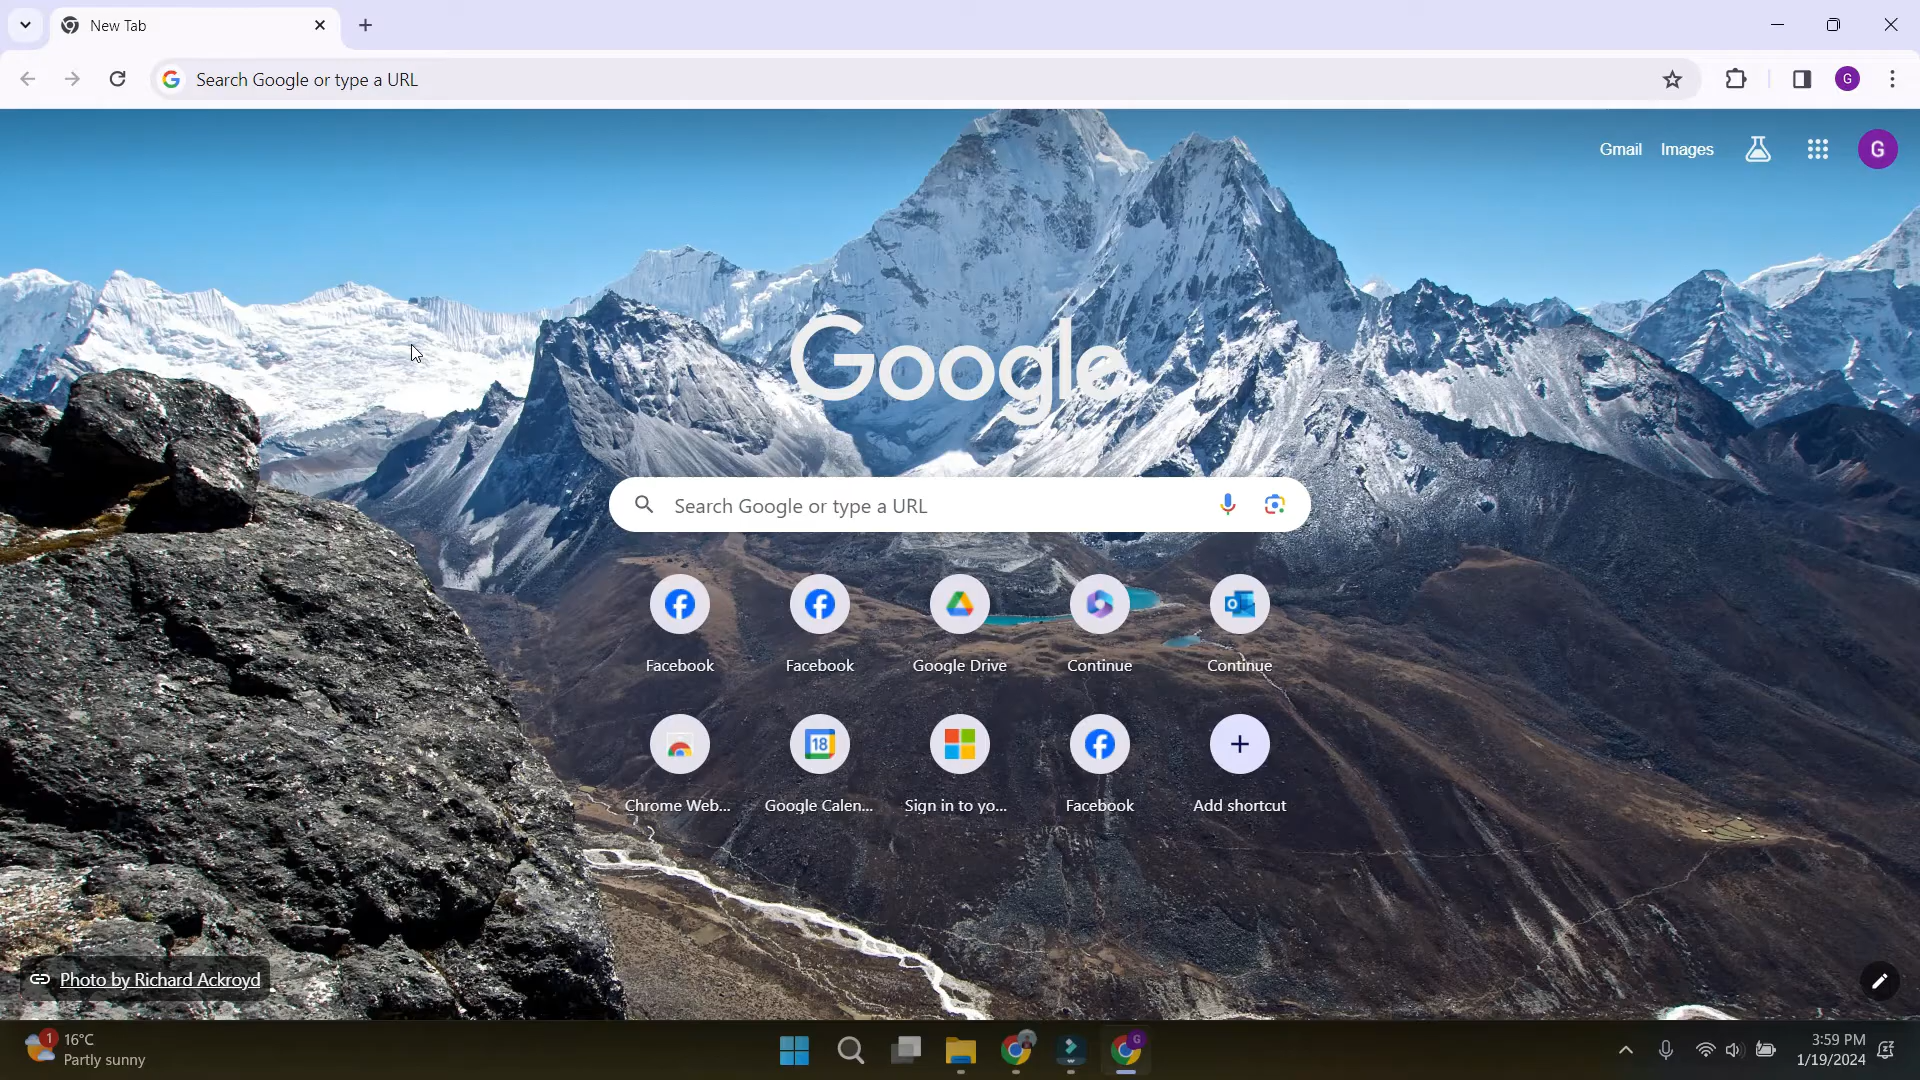 New Tab
Search Google or type a URL
G
Gmail Images
G
Google
Search Google or type a URL
Facebook Facebook Google Drive Continue Continue
18
Chrome Web... Google Calen... Sign in to yo... Facebook Add shortcut
Photo by Richard Ackroyd
1
16°C
Partly sunny
G
3:59 PM
1/19/2024